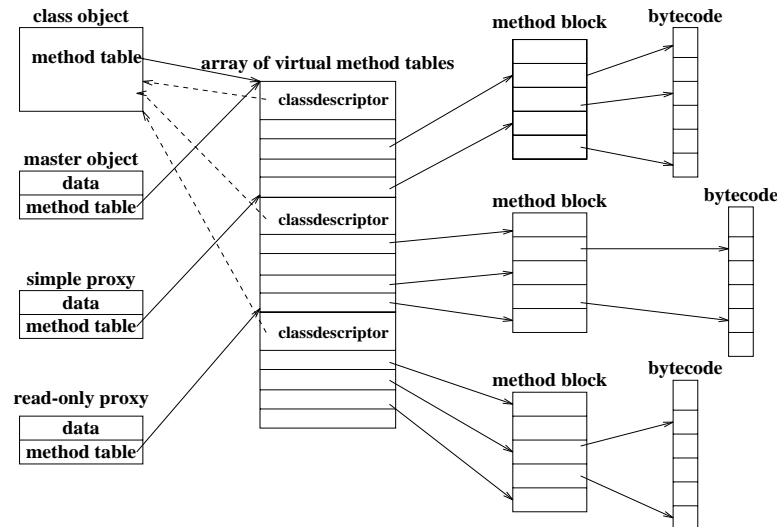 class object
method table
array of virtual method tables
classdescriptor
master object
data
method table
classdescriptor
simple proxy
data
method table
classdescriptor
read-only proxy
data
method table
method block
bytecode
method block
bytecode
method block
bytecode